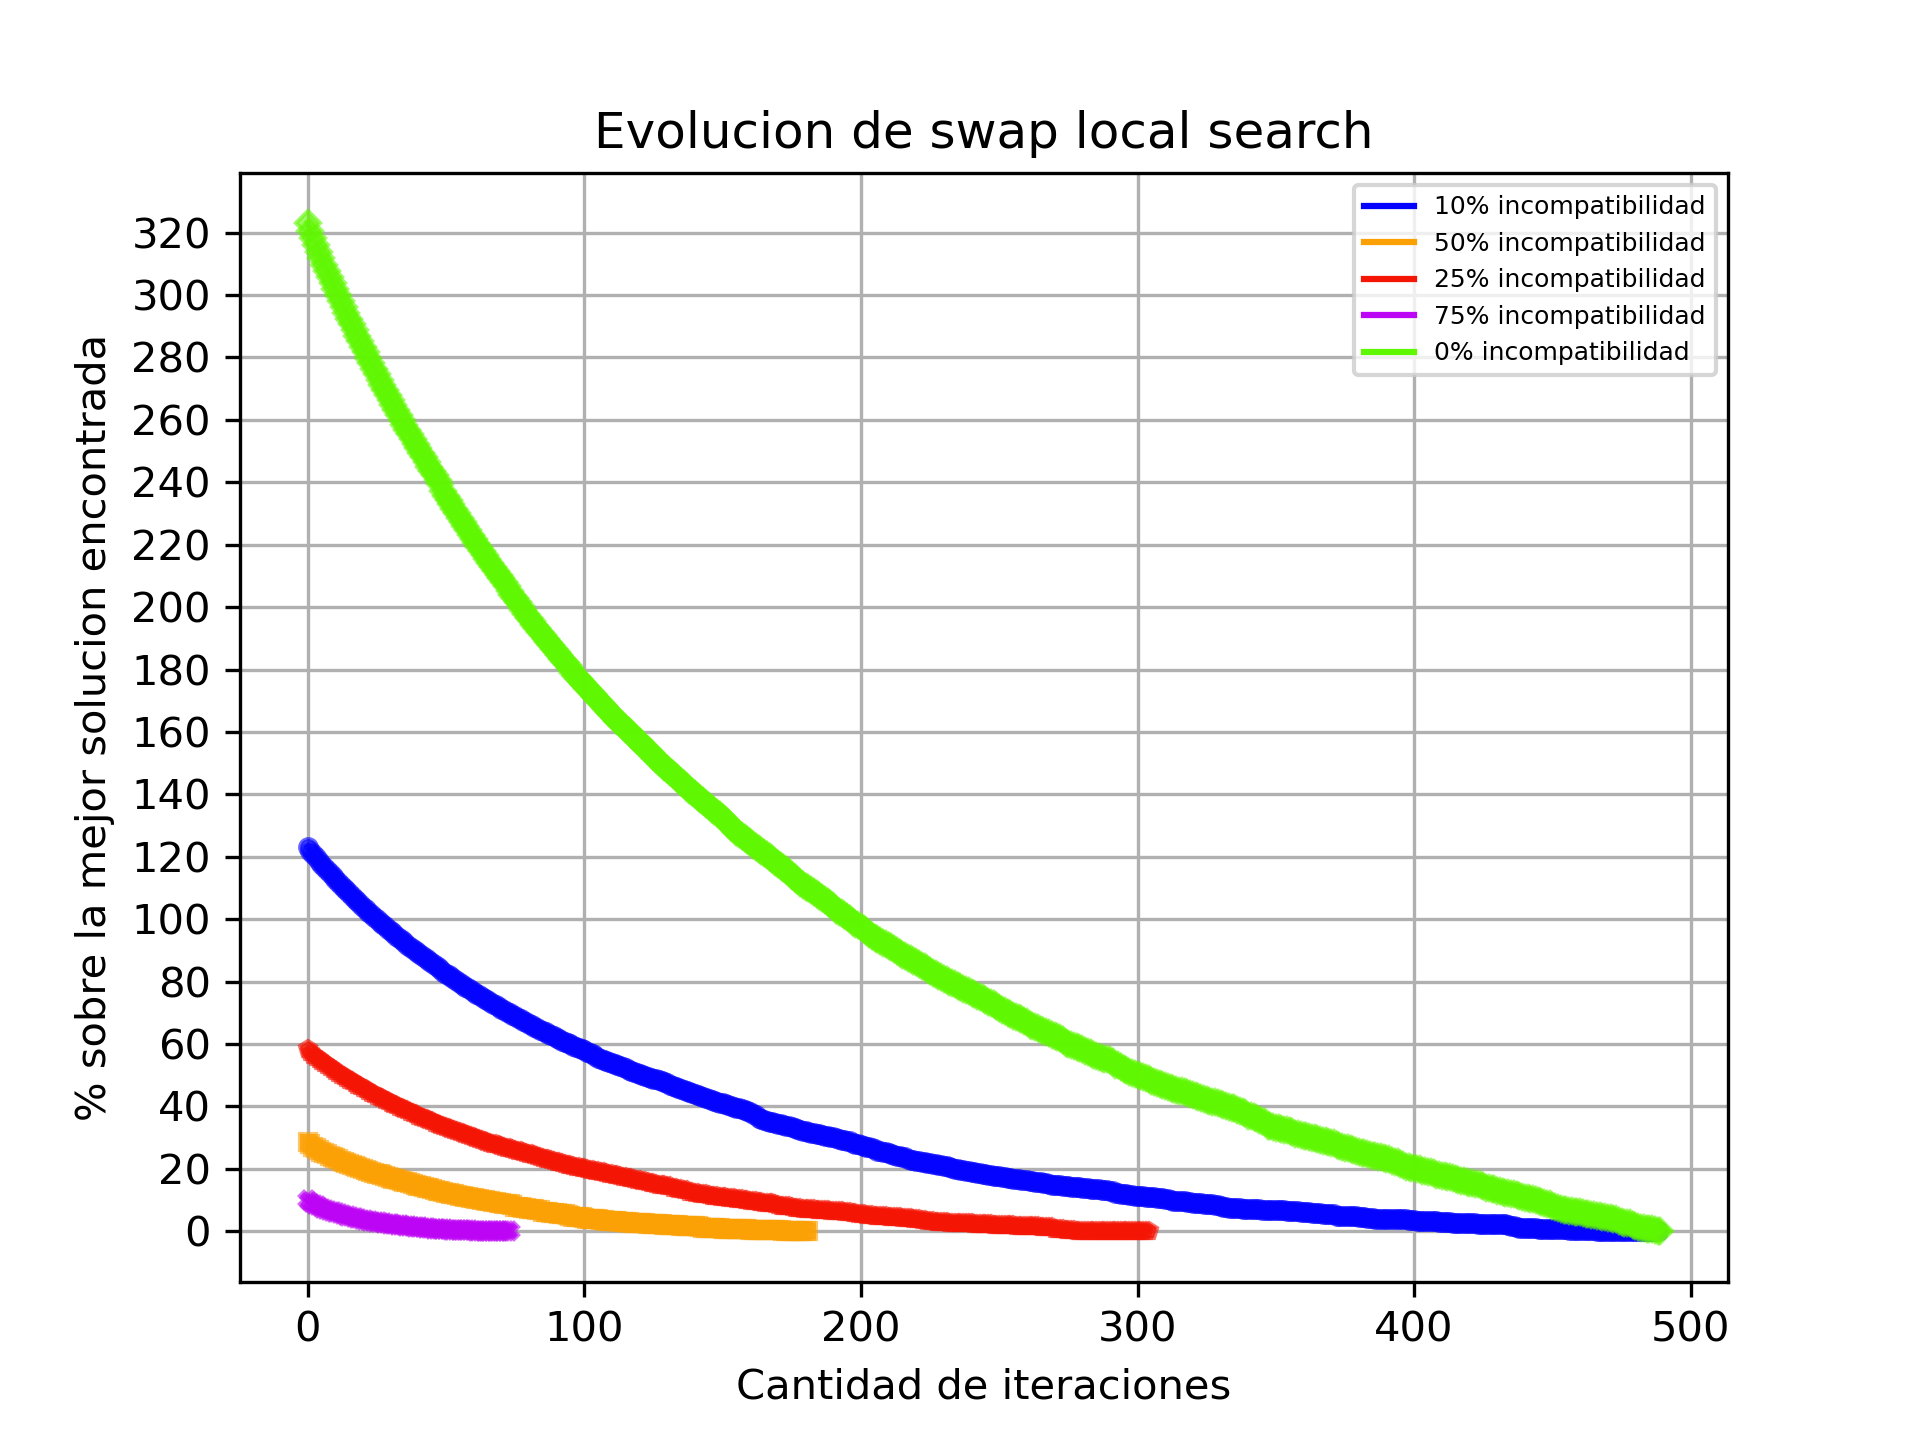 Evolucion de swap local search
10% incompatibilidad
50% incompatibilidad
25% incompatibilidad
75% incompatibilidad
0% incompatibilidad
% sobre la mejor solucion encontrada
320
300
280
260
240
220
200
180
160
140
120
100
80
60
40
20
0
0 100 200 300 400 500
Cantidad de iteraciones